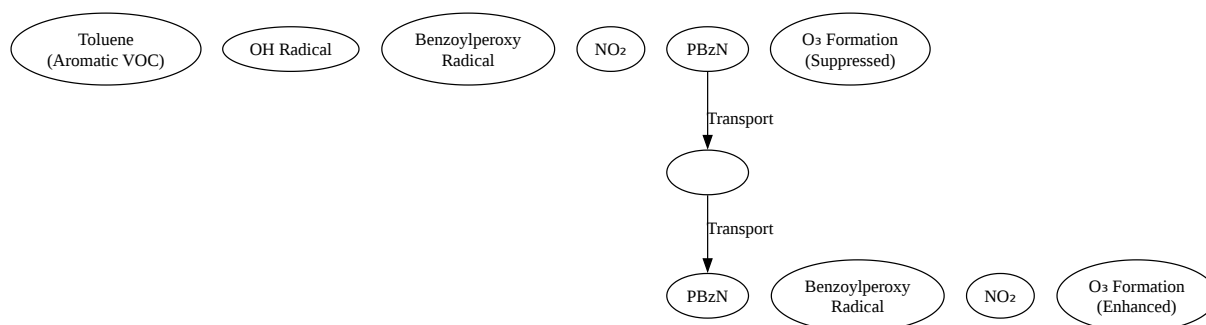 Toluene
(Aromatic VOC)
OH Radical
Benzoylperoxy
Radical
NO₂
PBzN
O₃ Formation
(Suppressed)
Transport
Transport
PBzN
Benzoylperoxy
Radical
NO₂
O₃ Formation
(Enhanced)